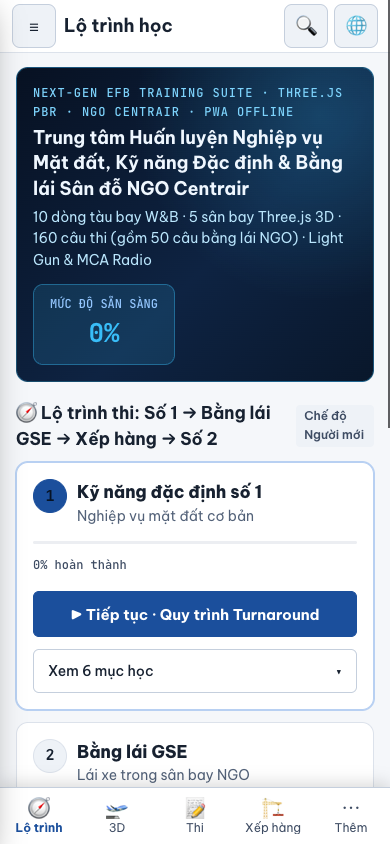 Lộ trình học
NEXT-GEN EFB TRAINING SUITE · THREE.JS
PBR · NGO CENTRAIR · PWA OFFLINE
Trung tâm Huấn luyện Nghiệp vụ
Mặt đất, Kỹ năng Đặc định & Bằng
lái Sân đỗ NGO Centrair
10 dòng tàu bay W&B · 5 sân bay Three.js 3D ·
160 câu thi (gồm 50 câu bằng lái NGO) · Light
Gun & MCA Radio
MỨC ĐỘ SẴN SÀNG
0%
Lộ trình thi: Số 1 → Bằng lái
GSE → Xếp hàng → Số 2
Chế độ
Người mới
1
Kỹ năng đặc định số 1
Nghiệp vụ mặt đất cơ bản
0% hoàn thành
▶ Tiếp tục · Quy trình Turnaround
Xem 6 mục học
2
Bằng lái GSE
Lái xe trong sân bay NGO
Lộ trình
3D
Thi
Xếp hàng
Thêm